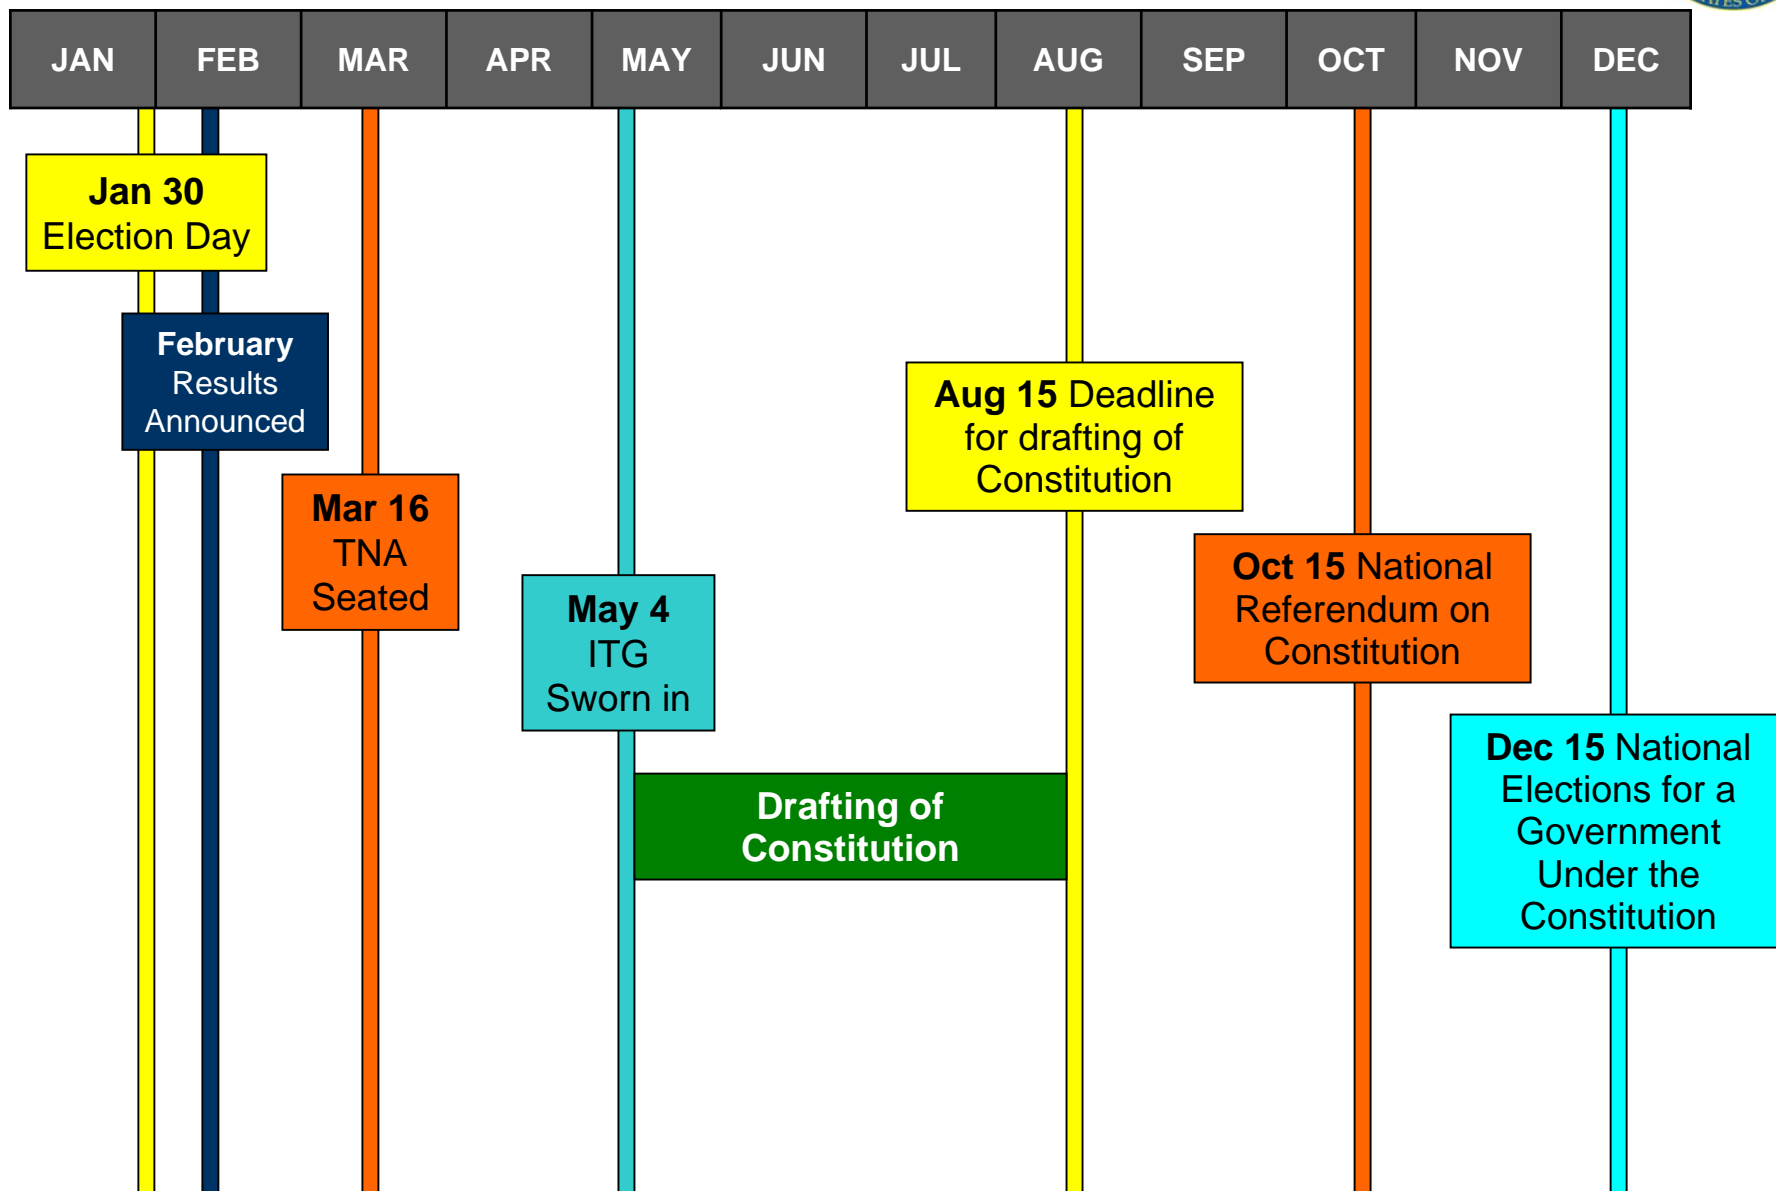 JAN FEB MAR APR MAY JUN JUL AUG SEP OCT NOV DEC
Jan 30
Election Day
February
Results
Announced
Mar 16
TNA
Seated
May 4
ITG
Sworn in
Drafting of
Constitution
Aug 15 Deadline
for drafting of
Constitution
Oct 15 National
Referendum on
Constitution
Dec 15 National
Elections for a
Government
Under the
Constitution